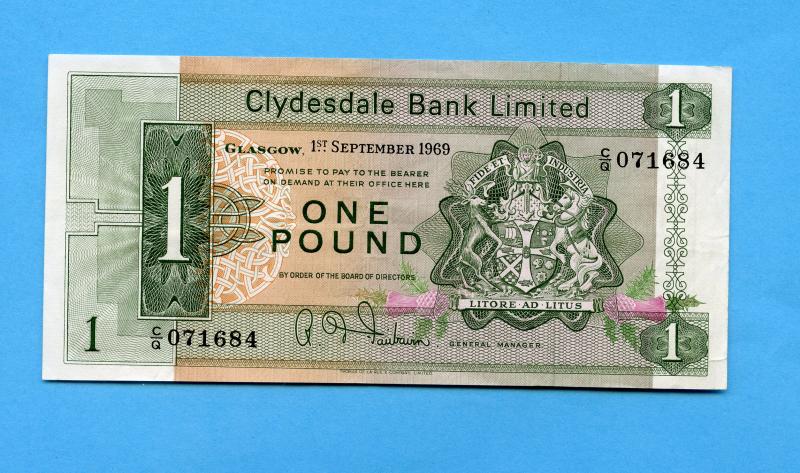 Clydesdale Bank Limited
1
GLASGOW, 1ST SEPTEMBER 1969
C/Q 071684
PROMISE TO PAY TO THE BEARER
ON DEMAND AT THEIR OFFICE HERE
FIDE ET INDUSTRIA
1
ONE
POUND
BY ORDER OF THE BOARD OF DIRECTORS
LITORE·AD·LITUS
1
C/Q 071684
GENERAL MANAGER
1